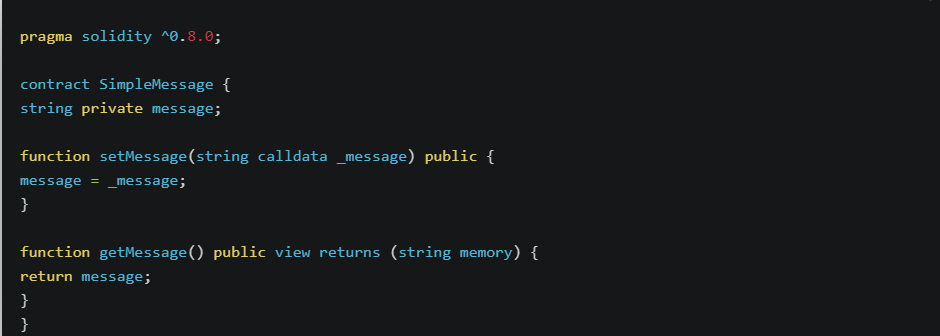 pragma solidity ^0.8.0;
contract SimpleMessage {
string private message;
function setMessage(string calldata _message) public {
message = _message;
}
function getMessage() public view returns (string memory) {
return message;
}
}